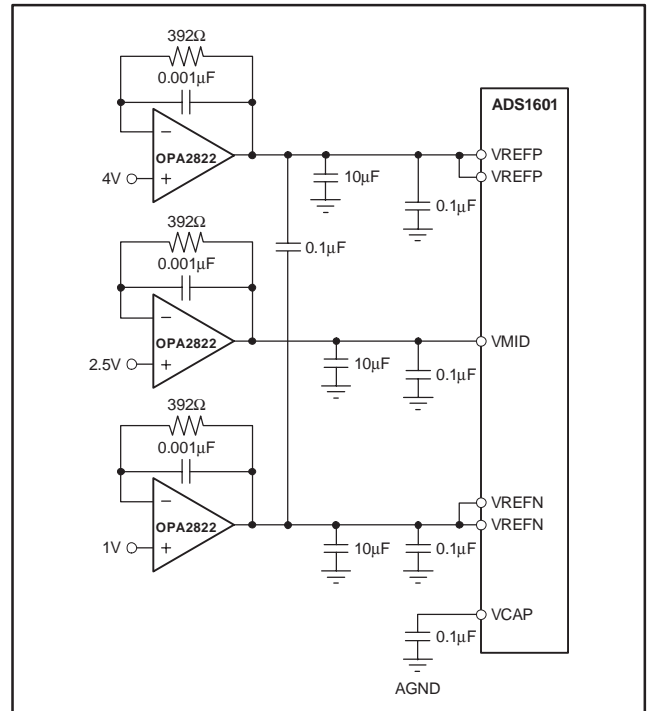 392Ω
0.001μF
OPA2822
4V
10μF
0.1μF
0.1μF
ADS1601
VREFP
VREFP
392Ω
0.001μF
OPA2822
2.5V
10μF
0.1μF
VMID
392Ω
0.001μF
OPA2822
1V
10μF
0.1μF
VREFN
VREFN
VCAP
0.1μF
AGND